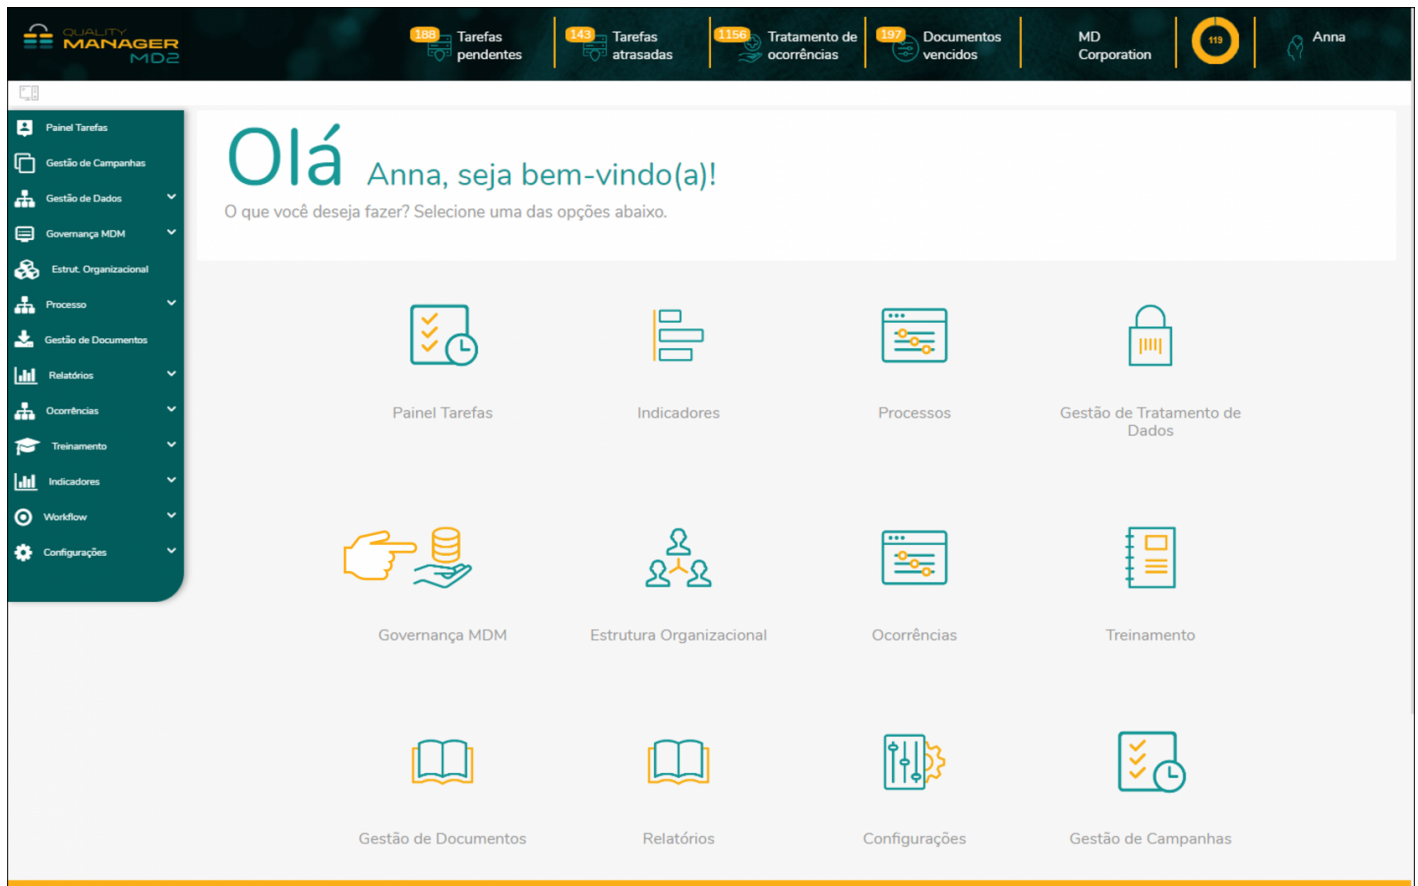 QUALITY
MANAGER
MD2
188
Tarefas
pendentes
143
Tarefas
atrasadas
1156
Tratamento de
ocorrências
197
Documentos
vencidos
MD
Corporation
119
Anna
Painel Tarefas
Gestão de Campanhas
Gestão de Dados
Governança MDM
Estrut. Organizacional
Processo
Gestão de Documentos
Relatórios
Ocorrências
Treinamento
Indicadores
Workflow
Configurações
Olá Anna, seja bem-vindo(a)!
O que você deseja fazer? Selecione uma das opções abaixo.
Painel Tarefas
Indicadores
Processos
Gestão de Tratamento de
Dados
Governança MDM
Estrutura Organizacional
Ocorrências
Treinamento
Gestão de Documentos
Relatórios
Configurações
Gestão de Campanhas